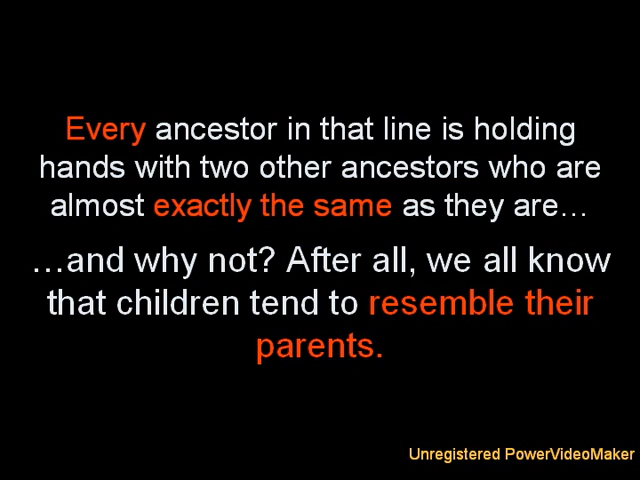 Every ancestor in that line is holding
hands with two other ancestors who are
almost exactly the same as they are…
…and why not? After all, we all know
that children tend to resemble their
parents.
Unregistered PowerVideoMaker